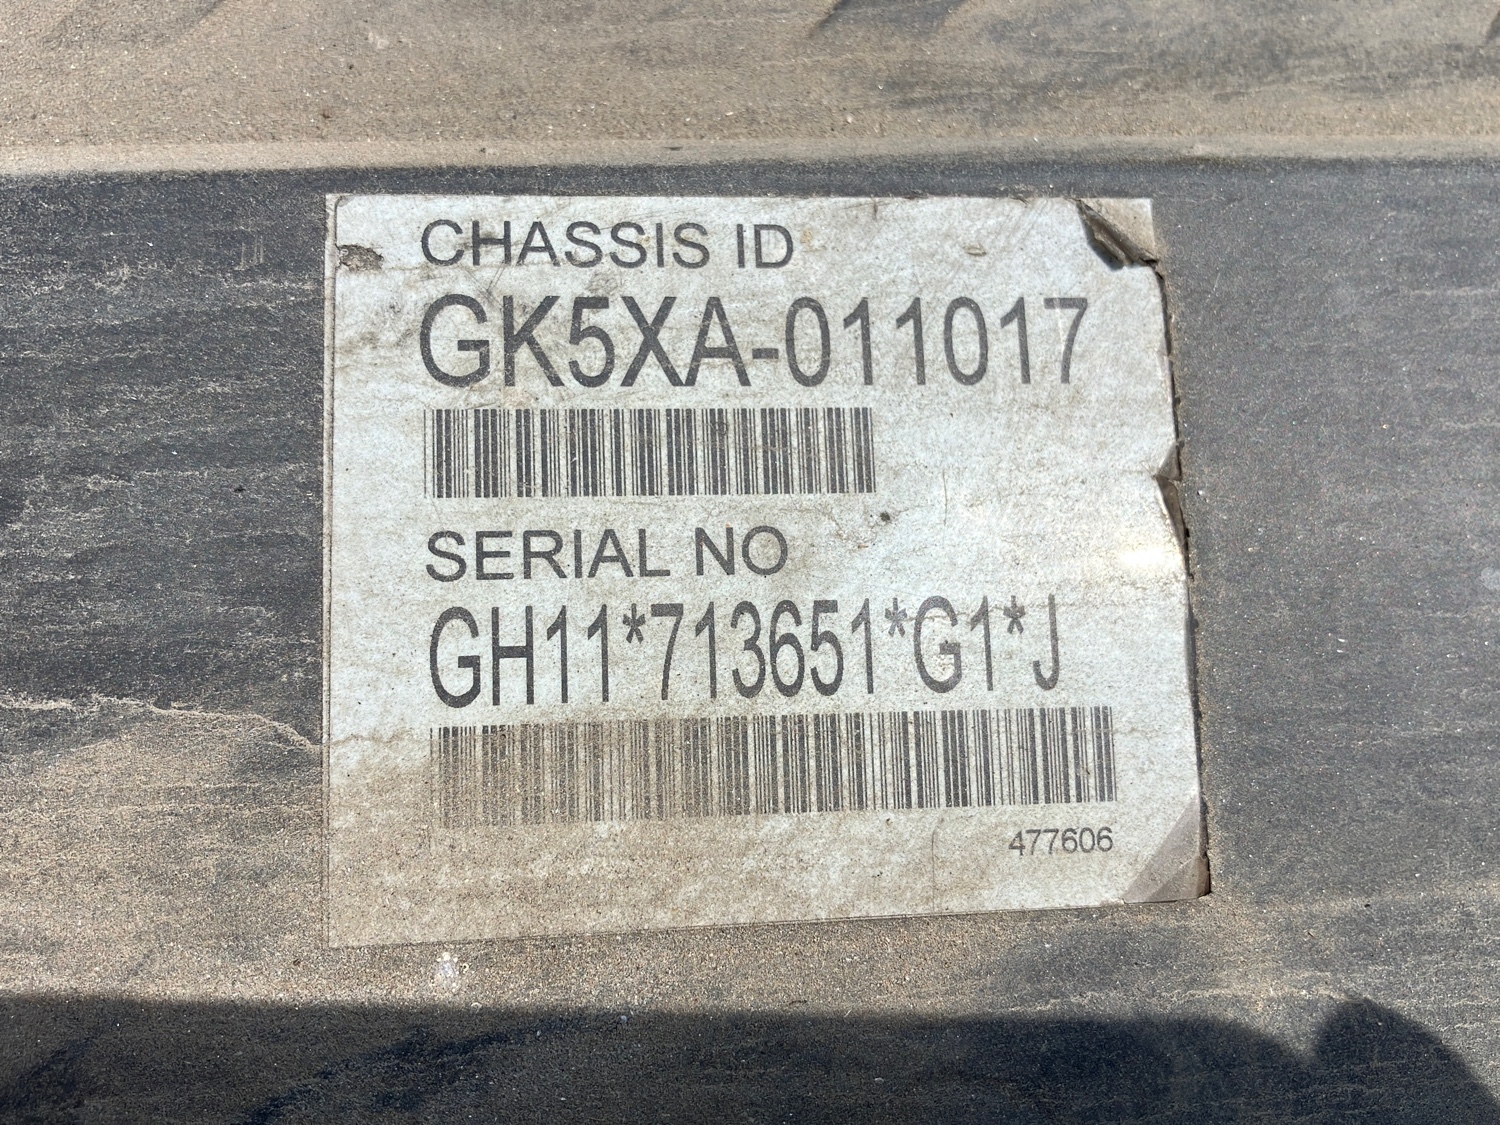 CHASSIS ID
GK5XA-011017
SERIAL NO
GH11*713651*G1*J
477606